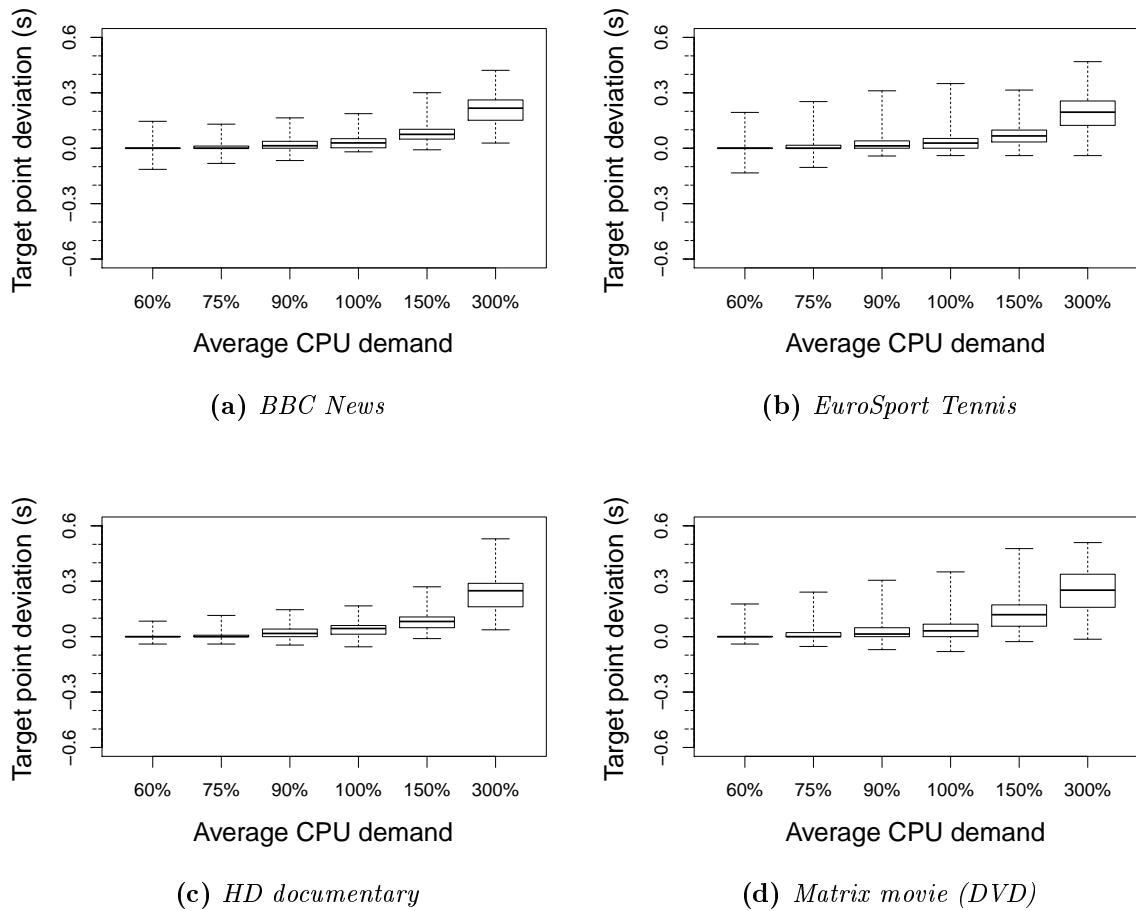 Target point deviation (s)
0.6
0.3
0.0
−0.3
−0.6
60% 75% 90% 100% 150% 300%
Average CPU demand
(a) BBC News
Target point deviation (s)
0.6
0.3
0.0
−0.3
−0.6
60% 75% 90% 100% 150% 300%
Average CPU demand
(b) EuroSport Tennis
Target point deviation (s)
0.6
0.3
0.0
−0.3
−0.6
60% 75% 90% 100% 150% 300%
Average CPU demand
(c) HD documentary
Target point deviation (s)
0.6
0.3
0.0
−0.3
−0.6
60% 75% 90% 100% 150% 300%
Average CPU demand
(d) Matrix movie (DVD)